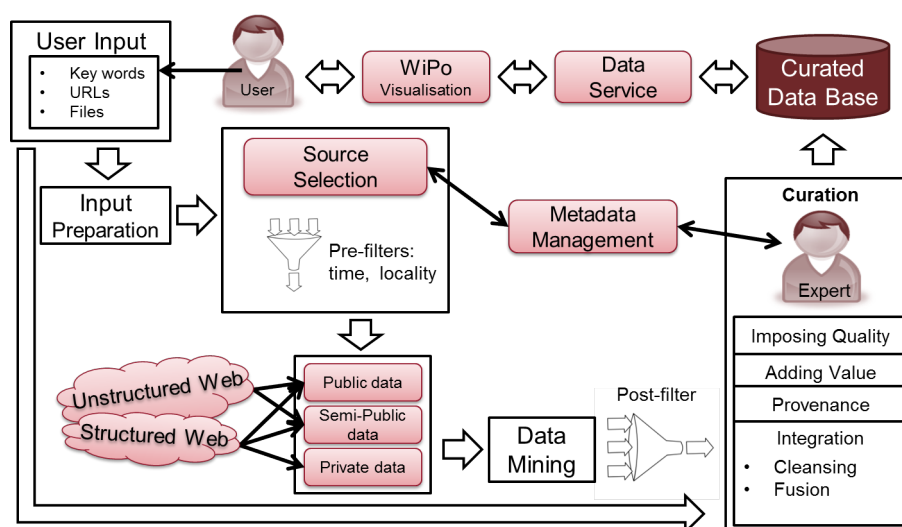 User Input
• Key words
• URLs
• Files
User
WiPo
Visualisation
Data
Service
Curated
Data Base
Input
Preparation
Source
Selection
Pre-filters:
time, locality
Metadata
Management
Curation
Expert
Imposing Quality
Adding Value
Provenance
Integration
• Cleansing
• Fusion
Unstructured Web
Structured Web
Public data
Semi-Public
data
Private data
Data
Mining
Post-filter